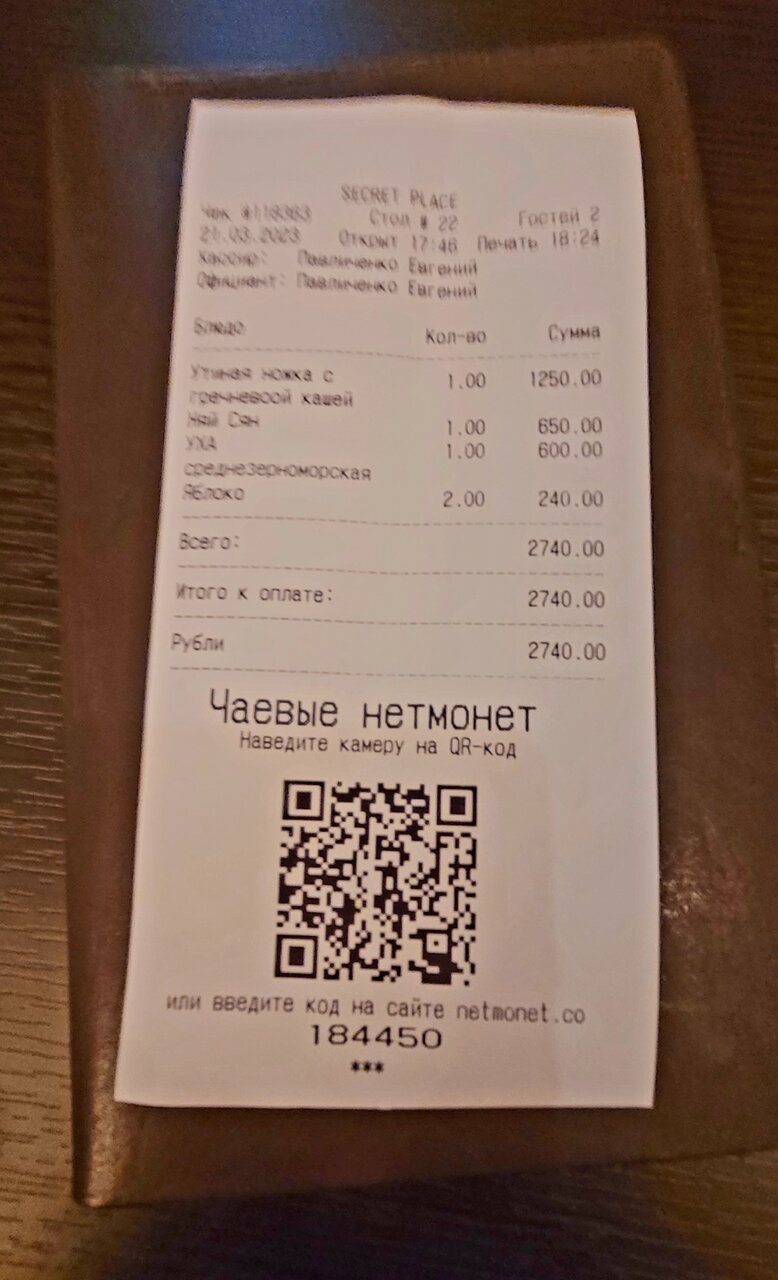 SECRET PLACE
Чек #118363 Стол # 22 Гостей 2
21.03.2023 Открыт 17:46 Печать 18:24
Кассир: Павличенко Евгений
Официант: Павличенко Евгений
Блюдо Кол-во Сумма
Утиная ножка с 1.00 1250.00
гречневоой кашей
Няй Сян 1.00 650.00
УХА 1.00 600.00
среднезерноморская
Яблоко 2.00 240.00
Всего: 2740.00
Итого к оплате: 2740.00
Рубли 2740.00
Чаевые нетмонет
Наведите камеру на QR-код
или введите код на сайте netmonet.co
184450
***